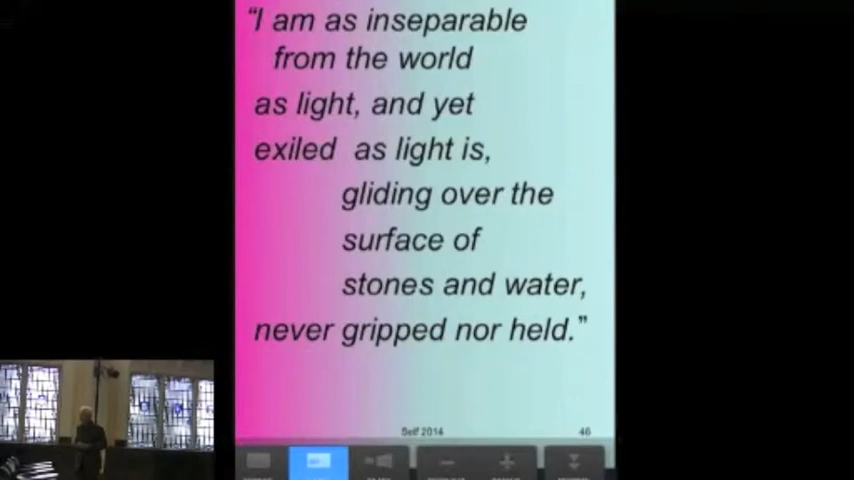 “I am as inseparable
from the world
as light, and yet
exiled as light is,
gliding over the
surface of
stones and water,
never gripped nor held.”
Self 2014
46